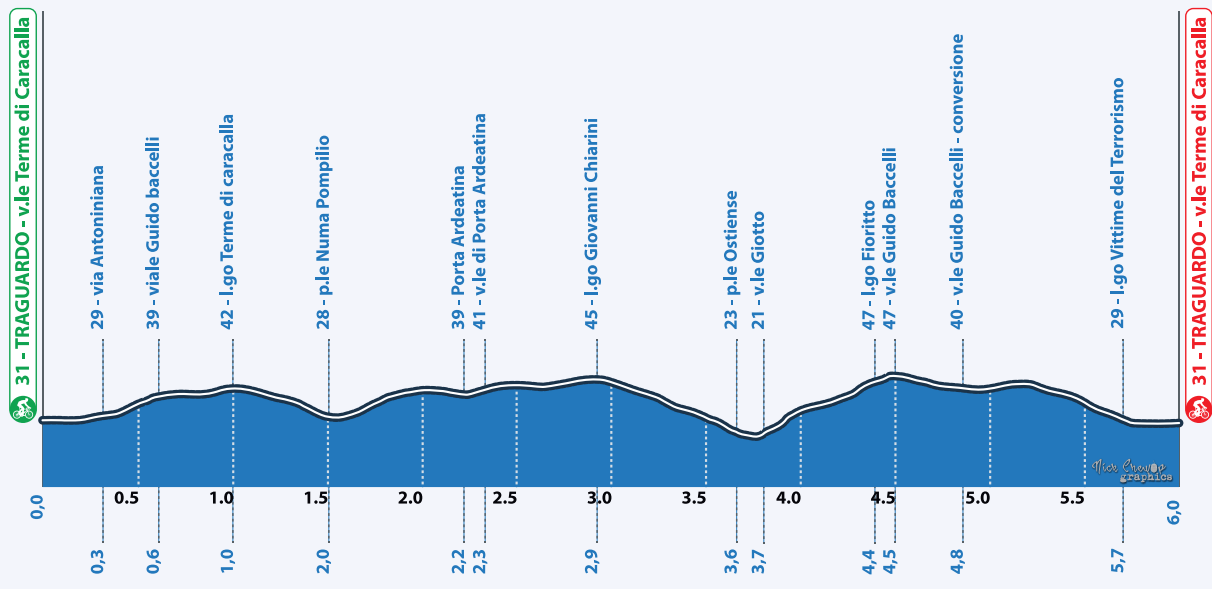 31 - TRAGUARDO - v.le Terme di Caracalla
29 - via Antoniniana
39 - viale Guido baccelli
42 - l.go Terme di caracalla
28 - p.le Numa Pompilio
39 - Porta Ardeatina
41 - v.le di Porta Ardeatina
45 - l.go Giovanni Chiarini
23 - p.le Ostiense
21 - v.le Giotto
47 - l.go Fioritto
47 - v.le Guido Baccelli
40 - v.le Guido Baccelli - conversione
29 - l.go Vittime del Terrorismo
31 - TRAGUARDO - v.le Terme di Caracalla
graphics
0.5 1.0 1.5 2.0 2.5 3.0 3.5 4.0 4.5 5.0 5.5
0,0
6,0
0,3
0,6
1,0
2,0
2,2
2,3
2,9
3,6
3,7
4,4
4,5
4,8
5,7